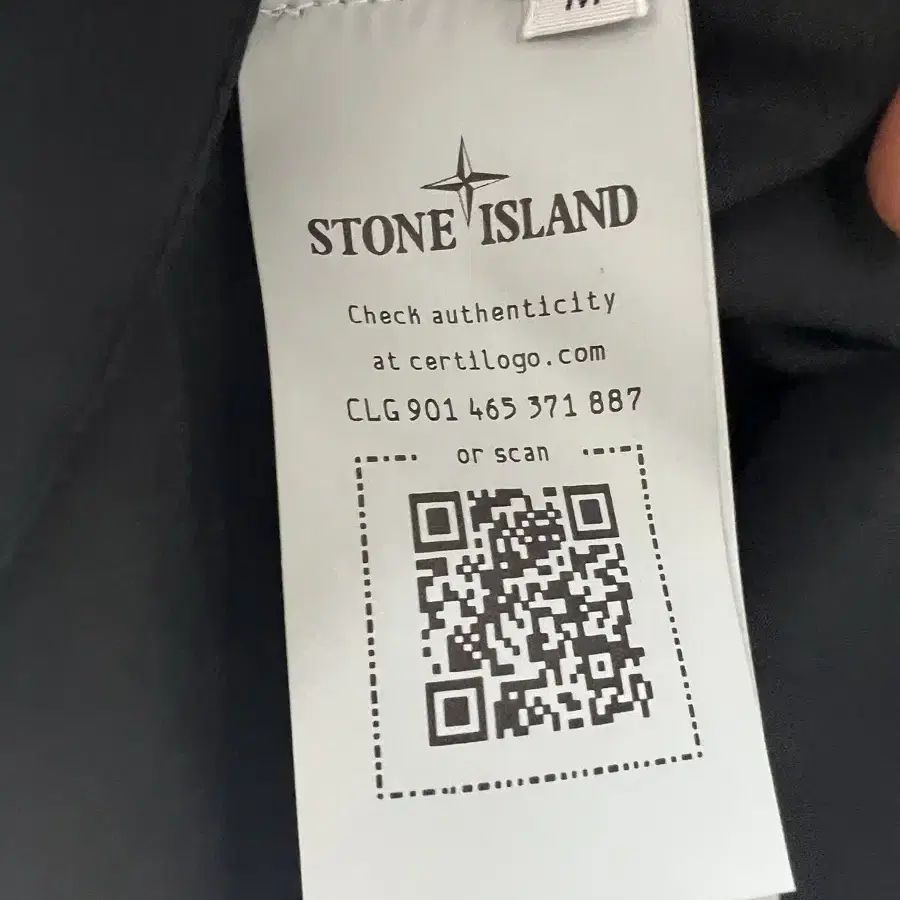 M
STONE ISLAND
Check authenticity
at certilogo.com
CLG 901 465 371 887
or scan